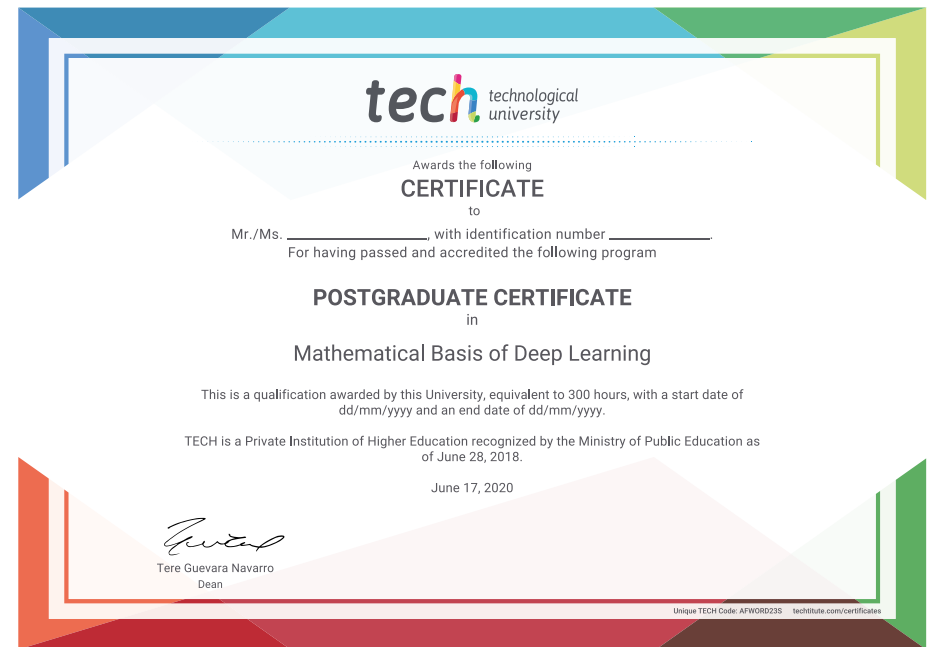 tech technological
university
Awards the following
CERTIFICATE
to
Mr./Ms. __________________, with identification number _____________.
For having passed and accredited the following program
POSTGRADUATE CERTIFICATE
in
Mathematical Basis of Deep Learning
This is a qualification awarded by this University, equivalent to 300 hours, with a start date of
dd/mm/yyyy and an end date of dd/mm/yyyy.
TECH is a Private Institution of Higher Education recognized by the Ministry of Public Education as
of June 28, 2018.
June 17, 2020
Tere Guevara Navarro
Dean
Unique TECH Code: AFWORD23S techtitute.com/certificates